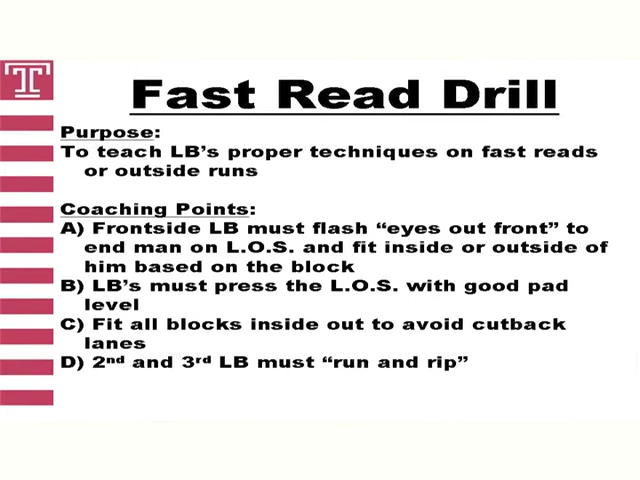 Fast Read Drill
Purpose:
To teach LB's proper techniques on fast reads
or outside runs
Coaching Points:
A) Frontside LB must flash “eyes out front” to
end man on L.O.S. and fit inside or outside of
him based on the block
B) LB's must press the L.O.S. with good pad
level
C) Fit all blocks inside out to avoid cutback
lanes
D) 2nd and 3rd LB must “run and rip”